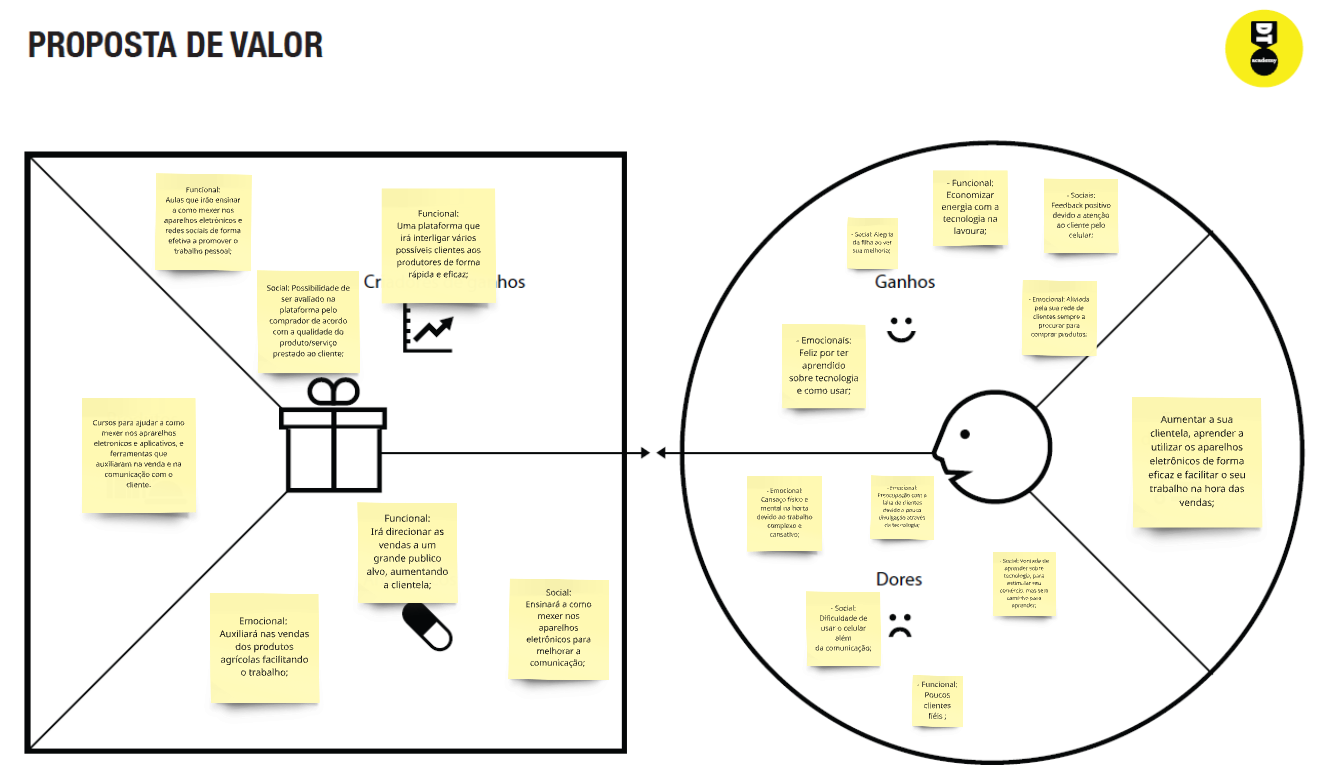 PROPOSTA DE VALOR
DT
academy
Funcional:
Aulas que irão ensinar
a como mexer nos
aparelhos eletrônicos e
redes sociais de forma
efetiva a promover o
trabalho pessoal;
Funcional:
Uma plataforma que
irá interligar vários
possíveis clientes aos
produtores de forma
rápida e eficaz;
Social: Possibilidade de
ser avaliado na
plataforma pelo
comprador de acordo
com a qualidade do
produto/serviço
prestado ao cliente;
Cursos para ajudar a como
mexer nos aprarelhos
eletronicos e aplicativos, e
ferramentas que
auxiliaram na venda e na
comunicação com o
cliente.
Funcional:
Irá direcionar as
vendas a um
grande publico
alvo, aumentando
a clientela;
Emocional:
Auxiliará nas vendas
dos produtos
agrícolas facilitando
o trabalho;
Social:
Ensinará a como
mexer nos
aparelhos
eletrônicos para
melhorar a
comunicação;
- Social: Alegria
da filha ao ver
sua melhoria;
- Funcional:
Economizar
energia com a
tecnologia na
lavoura;
- Sociais:
Feedback positivo
devido a atenção
ao cliente pelo
celular;
Ganhos
- Emocional: Aliviada
pela sua rede de
clientes sempre a
procurar para
comprar produtos;
- Emocionais:
Feliz por ter
aprendido
sobre tecnologia
e como usar;
Aumentar a sua
clientela, aprender a
utilizar os aparelhos
eletrônicos de forma
eficaz e facilitar o seu
trabalho na hora das
vendas;
- Emocional:
Cansaço físico e
mental na horta
devido ao trabalho
complexo e
cansativo;
- Emocional:
Preocupação com a
falta de clientes
devido a pouca
divulgação através
da tecnologia;
Dores
- Social: Vontade de
aprender sobre
tecnologia, para
estimular seu
comércio, mas sem
caminho para
aprender;
- Social:
Dificuldade de
usar o celular
além
da comunicação;
- Funcional:
Poucos
clientes
fiéis ;